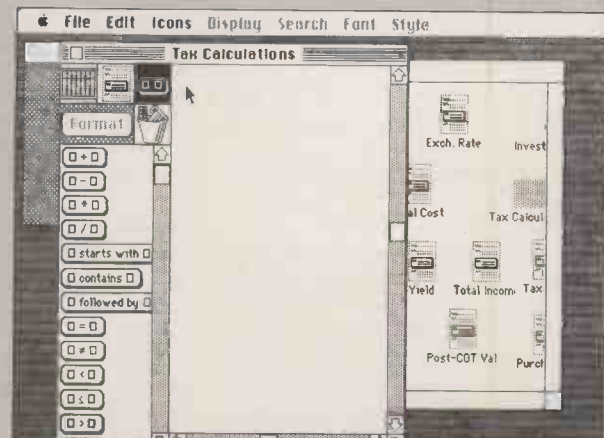 File Edit Icons Display Search Font Style
Tax Calculations
Format
□ + □
□ - □
□ * □
□ / □
□ starts with □
□ contains □
□ followed by □
□ = □
□ ≠ □
□ < □
□ ≤ □
□ > □
Exch. Rate
Invest
al Cost
Tax Calcul
Yield
Total Incom
Tax
Post-CGT Val
Purch